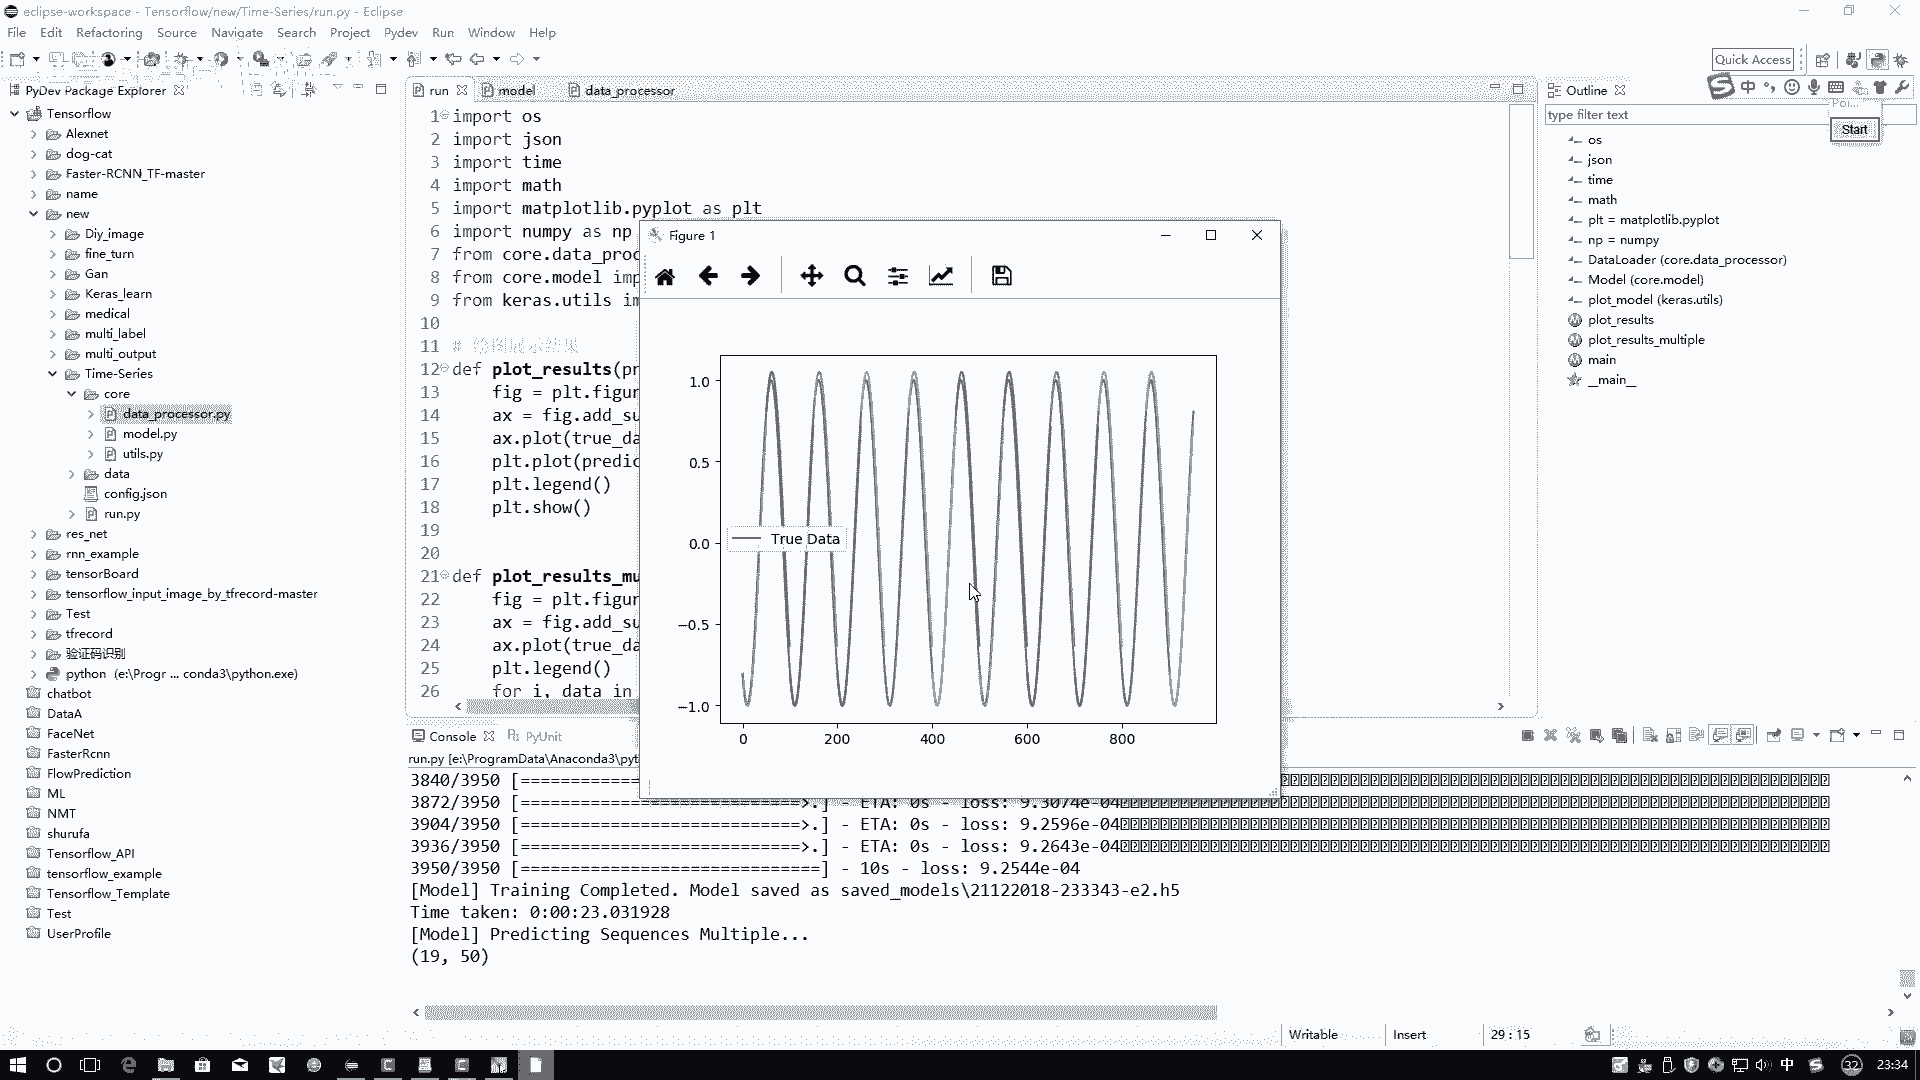 eclipse-workspace - Tensorflow/new/Time-Series/run.py - Eclipse
File Edit Refactoring Source Navigate Search Project Pydev Run Window Help
Quick Access
PyDev Package Explorer
Tensorflow
Alexnet
dog-cat
Faster-RCNN_TF-master
name
new
Diy_image
fine_turn
Gan
Keras_learn
medical
multi_label
multi_output
Time-Series
core
data_processor.py
model.py
utils.py
data
config.json
run.py
res_net
rnn_example
tensorBoard
tensorflow_input_image_by_tfrecord-master
Test
tfrecord
验证码识别
python (e:\Progr ... conda3\python.exe)
chatbot
DataA
FaceNet
FasterRcnn
FlowPrediction
ML
NMT
shurufa
Tensorflow_API
tensorflow_example
Tensorflow_Template
Test
UserProfile
run model data_processor
1 import os
2 import json
3 import time
4 import math
5 import matplotlib.pyplot as plt
6 import numpy as np
7 from core.data_proc
8 from core.model imp
9 from keras.utils im
10
11 # 绘图展示结果
12 def plot_results(pr
13 fig = plt.figur
14 ax = fig.add_su
15 ax.plot(true_da
16 plt.plot(predic
17 plt.legend()
18 plt.show()
19
20
21 def plot_results_mu
22 fig = plt.figur
23 ax = fig.add_su
24 ax.plot(true_da
25 plt.legend()
26 for i, data in
Figure 1
1.0
0.5
0.0
−0.5
−1.0
True Data
0 200 400 600 800
Outline
中
type filter text
Start
os
json
time
math
plt = matplotlib.pyplot
np = numpy
DataLoader (core.data_processor)
Model (core.model)
plot_model (keras.utils)
plot_results
plot_results_multiple
main
__main__
Console PyUnit
run.py [e:\ProgramData\Anaconda3\pyt
3840/3950 [=====
3872/3950 [============================>.] - ETA: 0s - loss: 9.3074e-04
3904/3950 [============================>.] - ETA: 0s - loss: 9.2596e-04
3936/3950 [============================>.] - ETA: 0s - loss: 9.2643e-04
3950/3950 [==============================] - 10s - loss: 9.2544e-04
[Model] Training Completed. Model saved as saved_models\21122018-233343-e2.h5
Time taken: 0:00:23.031928
[Model] Predicting Sequences Multiple...
(19, 50)
Writable Insert 29 : 15
中 32 23:34